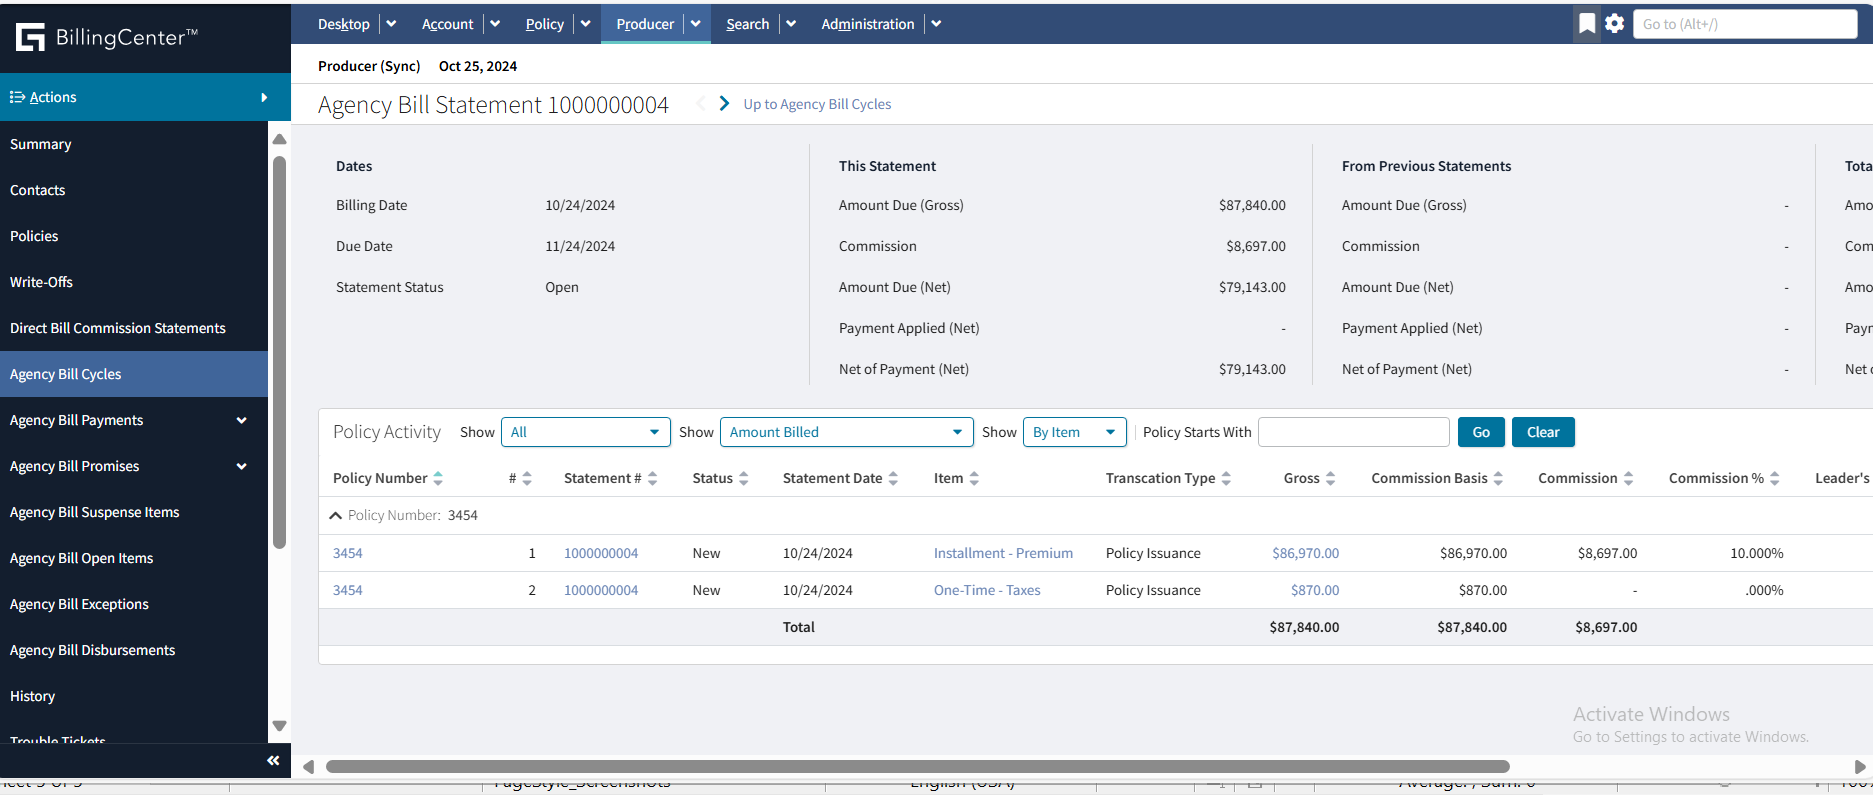 BillingCenter™
Desktop Account Policy Producer Search Administration Go to (Alt+/)
Producer (Sync) Oct 25, 2024
Actions
Agency Bill Statement 1000000004 Up to Agency Bill Cycles
Summary
Contacts
Policies
Write-Offs
Direct Bill Commission Statements
Agency Bill Cycles
Agency Bill Payments
Agency Bill Promises
Agency Bill Suspense Items
Agency Bill Open Items
Agency Bill Exceptions
Agency Bill Disbursements
History
Trouble Tickets
Dates This Statement From Previous Statements Tota
Billing Date 10/24/2024 Amount Due (Gross) $87,840.00 Amount Due (Gross) - Amo
Due Date 11/24/2024 Commission $8,697.00 Commission - Com
Statement Status Open Amount Due (Net) $79,143.00 Amount Due (Net) - Amo
Payment Applied (Net) - Payment Applied (Net) - Payn
Net of Payment (Net) $79,143.00 Net of Payment (Net) - Net
Policy Activity Show All Show Amount Billed Show By Item Policy Starts With Go Clear
Policy Number # Statement # Status Statement Date Item Transcation Type Gross Commission Basis Commission Commission % Leader's
Policy Number: 3454
3454 1 1000000004 New 10/24/2024 Installment - Premium Policy Issuance $86,970.00 $86,970.00 $8,697.00 10.000%
3454 2 1000000004 New 10/24/2024 One-Time - Taxes Policy Issuance $870.00 $870.00 - .000%
Total $87,840.00 $87,840.00 $8,697.00
Activate Windows
Go to Settings to activate Windows.
PageStyle_Screenshots English (USA)